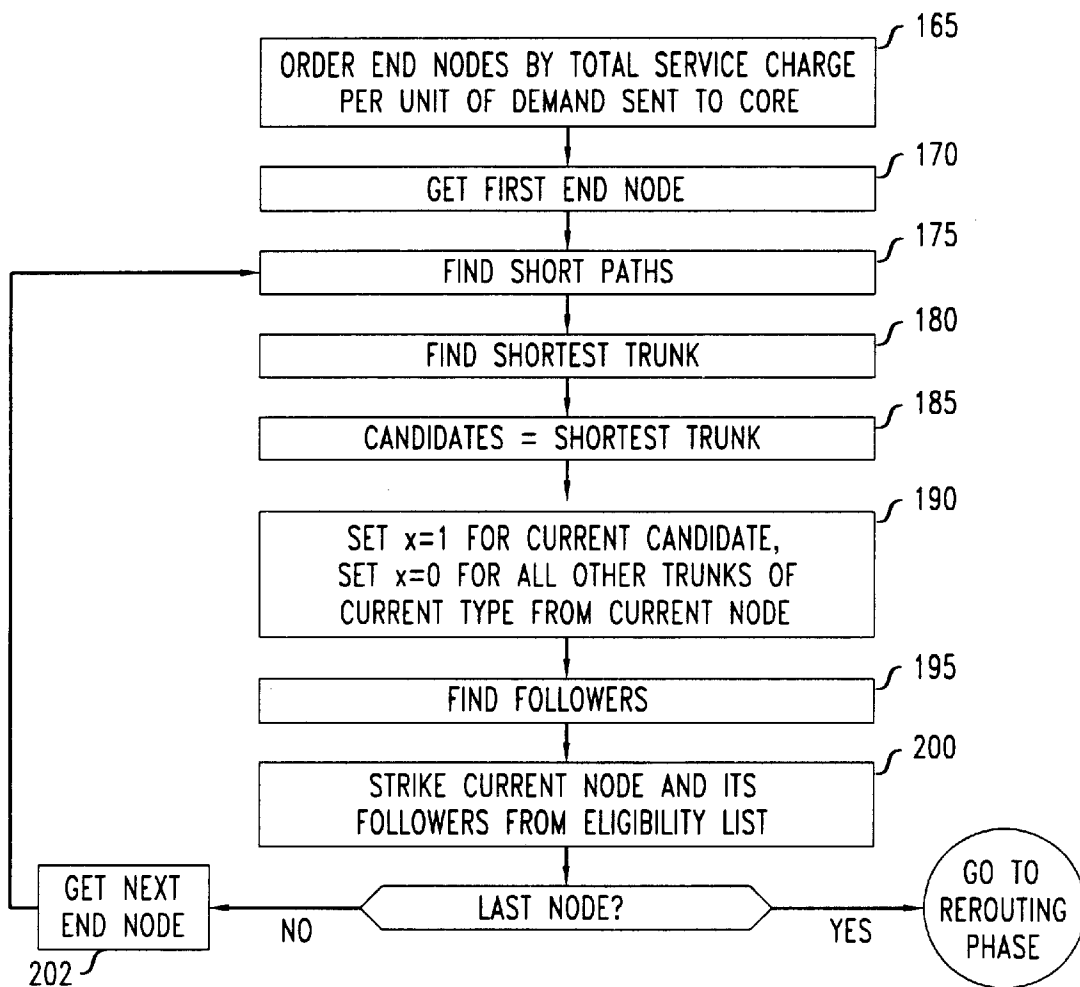 165
ORDER END NODES BY TOTAL SERVICE CHARGE
PER UNIT OF DEMAND SENT TO CORE
170
GET FIRST END NODE
175
FIND SHORT PATHS
180
FIND SHORTEST TRUNK
185
CANDIDATES = SHORTEST TRUNK
190
SET x=1 FOR CURRENT CANDIDATE,
SET x=0 FOR ALL OTHER TRUNKS OF
CURRENT TYPE FROM CURRENT NODE
195
FIND FOLLOWERS
200
STRIKE CURRENT NODE AND ITS
FOLLOWERS FROM ELIGIBILITY LIST
LAST NODE?
NO
YES
GET NEXT
END NODE
202
GO TO
REROUTING
PHASE